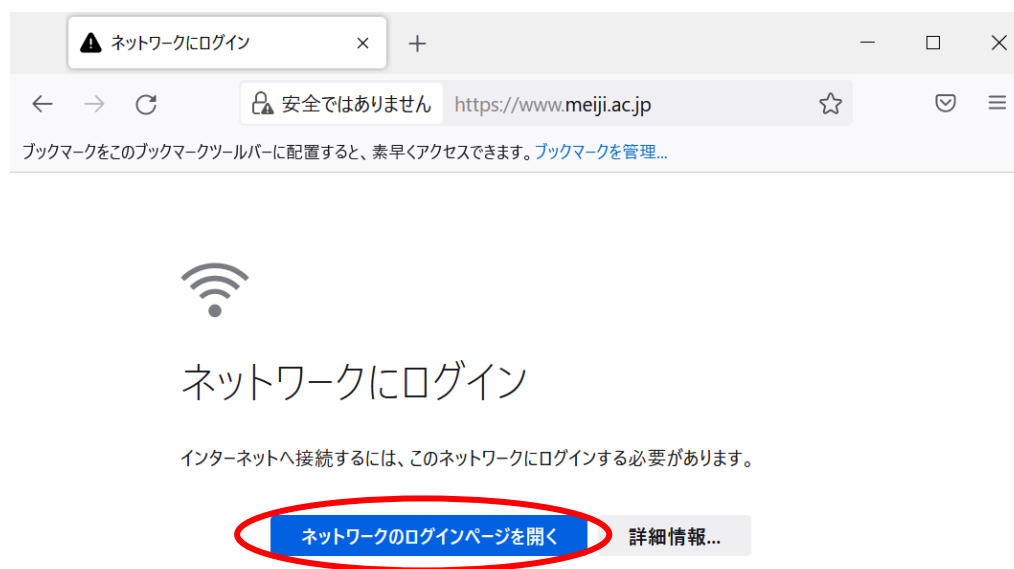 ネットワークにログイン
安全ではありません https://www.meiji.ac.jp
ブックマークをこのブックマークツールバーに配置すると、素早くアクセスできます。ブックマークを管理...
ネットワークにログイン
インターネットへ接続するには、このネットワークにログインする必要があります。
ネットワークのログインページを開く 詳細情報...